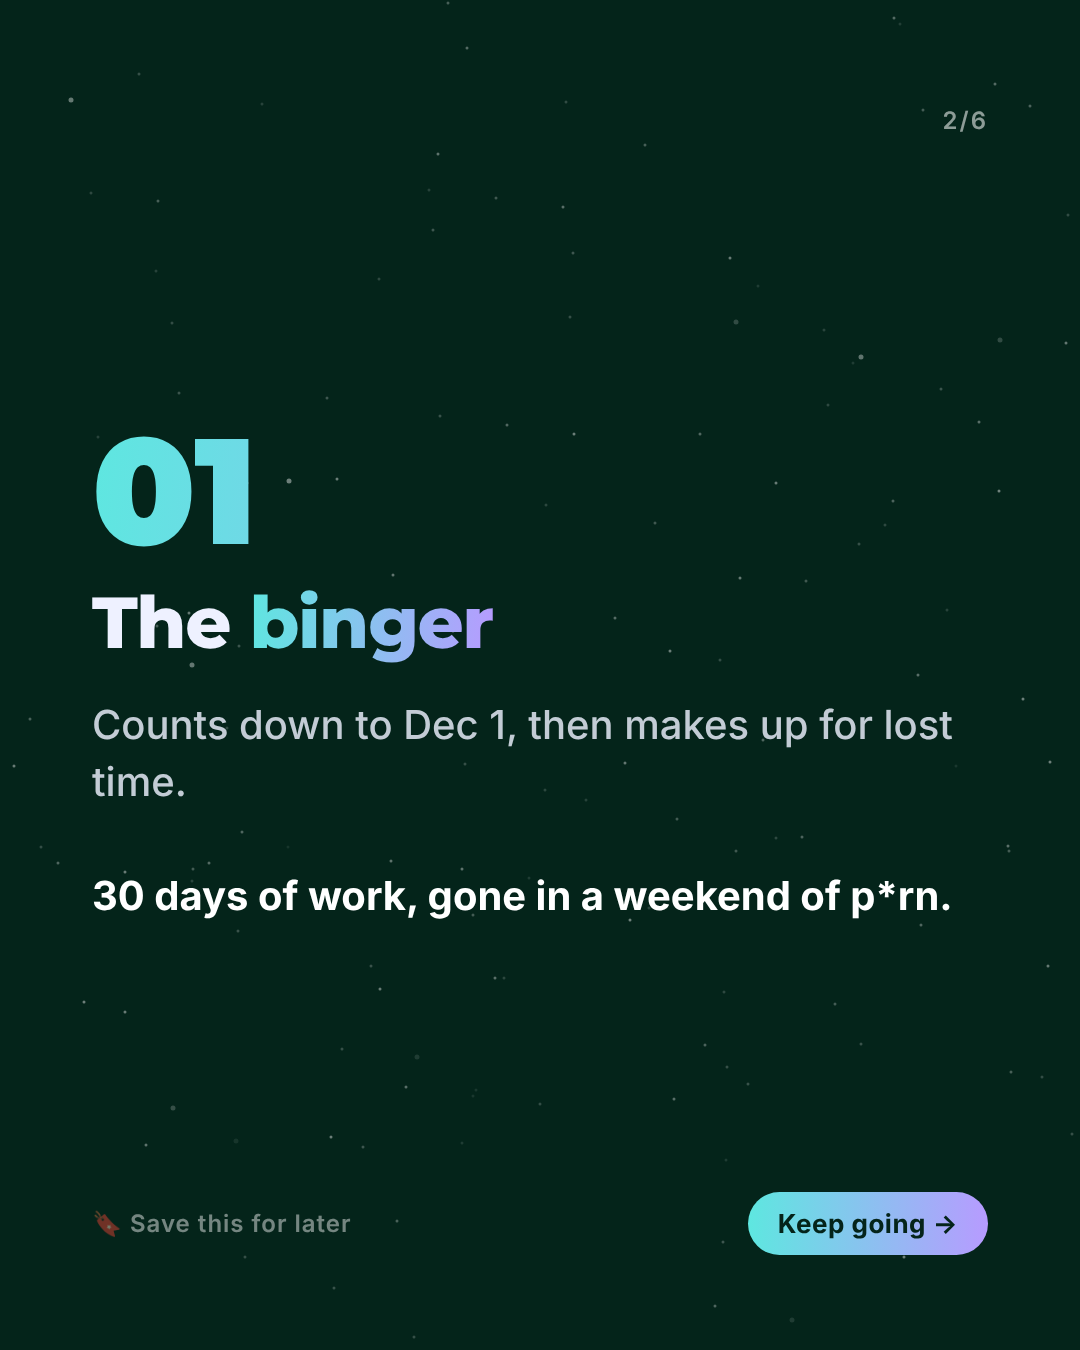 2/6
01
The binger
Counts down to Dec 1, then makes up for lost
time.
30 days of work, gone in a weekend of p*rn.
🔖 Save this for later
Keep going →